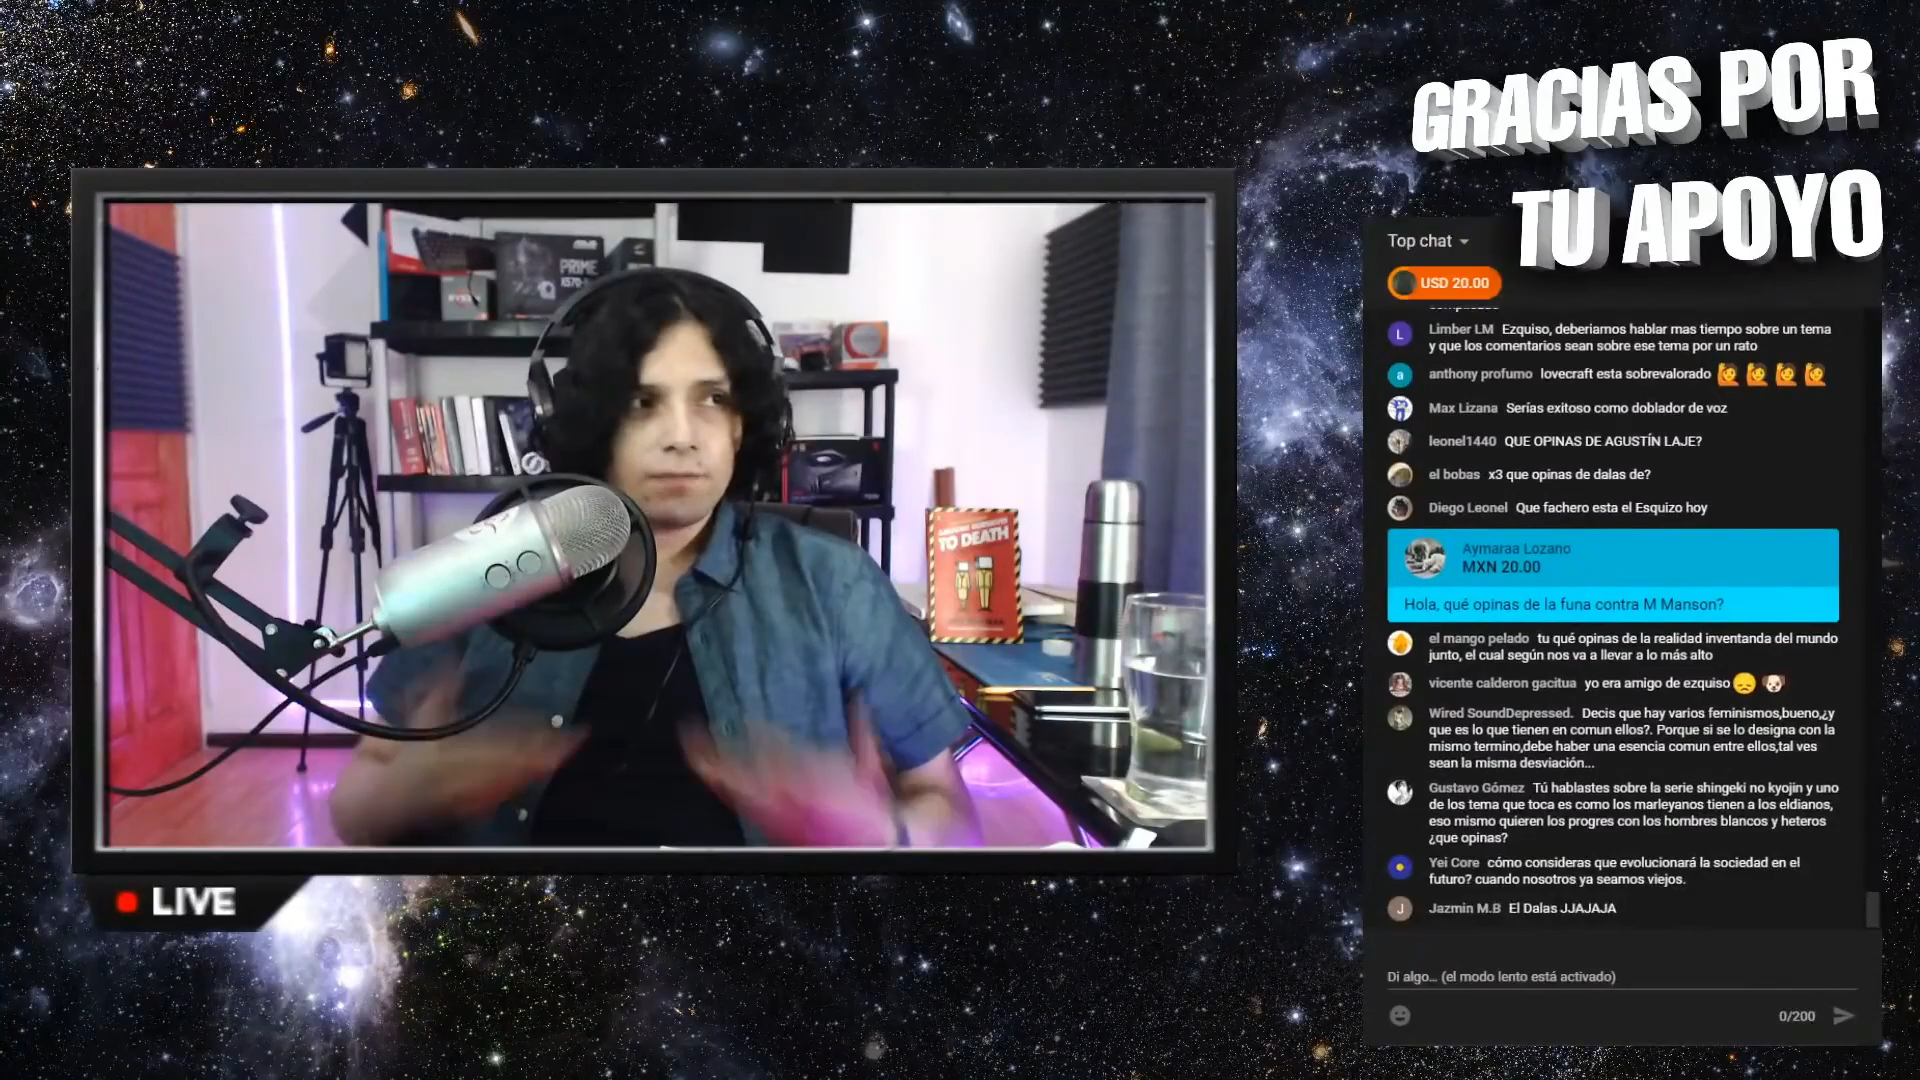 GRACIAS POR
TU APOYO
Top chat
USD 20.00
Limber LM Ezquiso, deberiamos hablar mas tiempo sobre un tema
y que los comentarios sean sobre ese tema por un rato
anthony profumo lovecraft esta sobrevalorado 🙋 🙋 🙋 🙋
Max Lizana Serías exitoso como doblador de voz
leonel1440 QUE OPINAS DE AGUSTÍN LAJE?
el bobas x3 que opinas de dalas de?
Diego Leonel Que fachero esta el Esquizo hoy
Aymaraa Lozano
MXN 20.00
Hola, qué opinas de la funa contra M Manson?
el mango pelado tu qué opinas de la realidad inventanda del mundo
junto, el cual según nos va a llevar a lo más alto
vicente calderon gacitua yo era amigo de ezquiso 😞 🐶
Wired SoundDepressed. Decis que hay varios feminismos,bueno,¿y
que es lo que tienen en comun ellos?. Porque si se lo designa con la
mismo termino,debe haber una esencia comun entre ellos,tal ves
sean la misma desviación...
Gustavo Gómez Tú hablastes sobre la serie shingeki no kyojin y uno
de los tema que toca es como los marleyanos tienen a los eldianos,
eso mismo quieren los progres con los hombres blancos y heteros
¿que opinas?
Yei Core cómo consideras que evolucionará la sociedad en el
futuro? cuando nosotros ya seamos viejos.
Jazmin M.B El Dalas JJAJAJA
Di algo... (el modo lento está activado)
0/200
LIVE
PRIME
TO DEATH